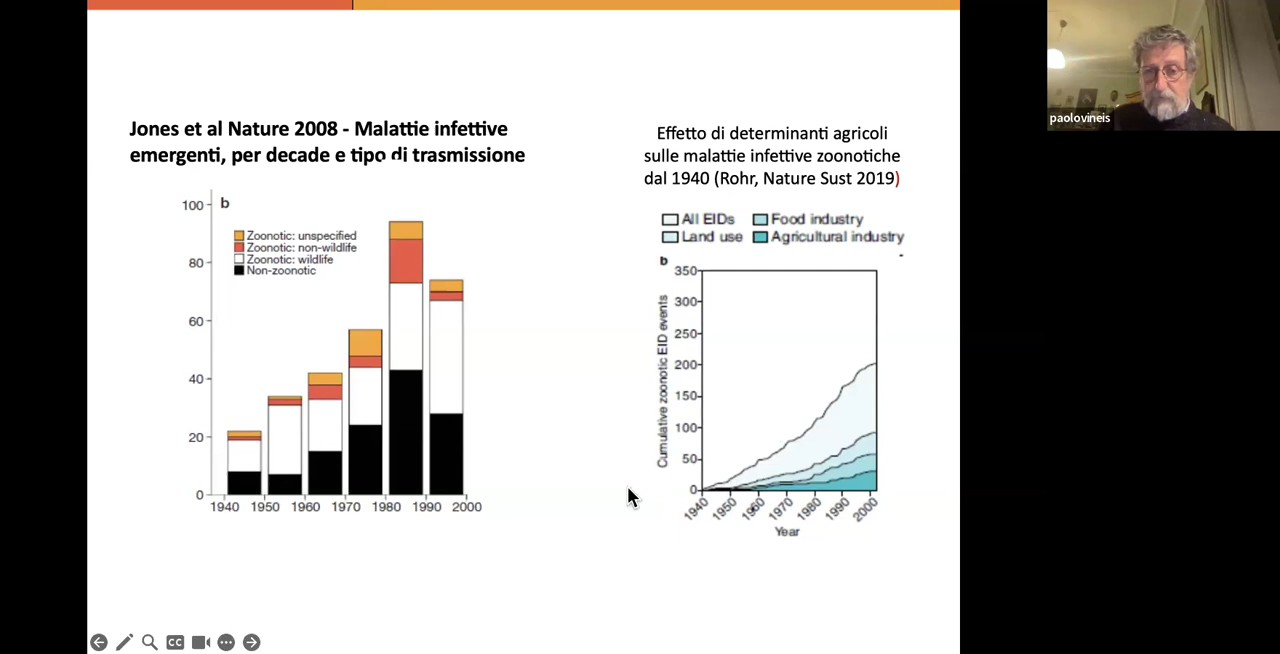 Jones et al Nature 2008 - Malattie infettive
emergenti, per decade e tipo di trasmissione
b
100
80
60
40
20
0
Zoonotic: unspecified
Zoonotic: non-wildlife
Zoonotic: wildlife
Non-zoonotic
1940 1950 1960 1970 1980 1990 2000
Effetto di determinanti agricoli
sulle malattie infettive zoonotiche
dal 1940 (Rohr, Nature Sust 2019)
All EIDs Food industry
Land use Agricultural industry
b
Cumulative zoonotic EID events
350
300
250
200
150
100
50
0
1940 1950 1960 1970 1980 1990 2000
Year
paolovineis
CC